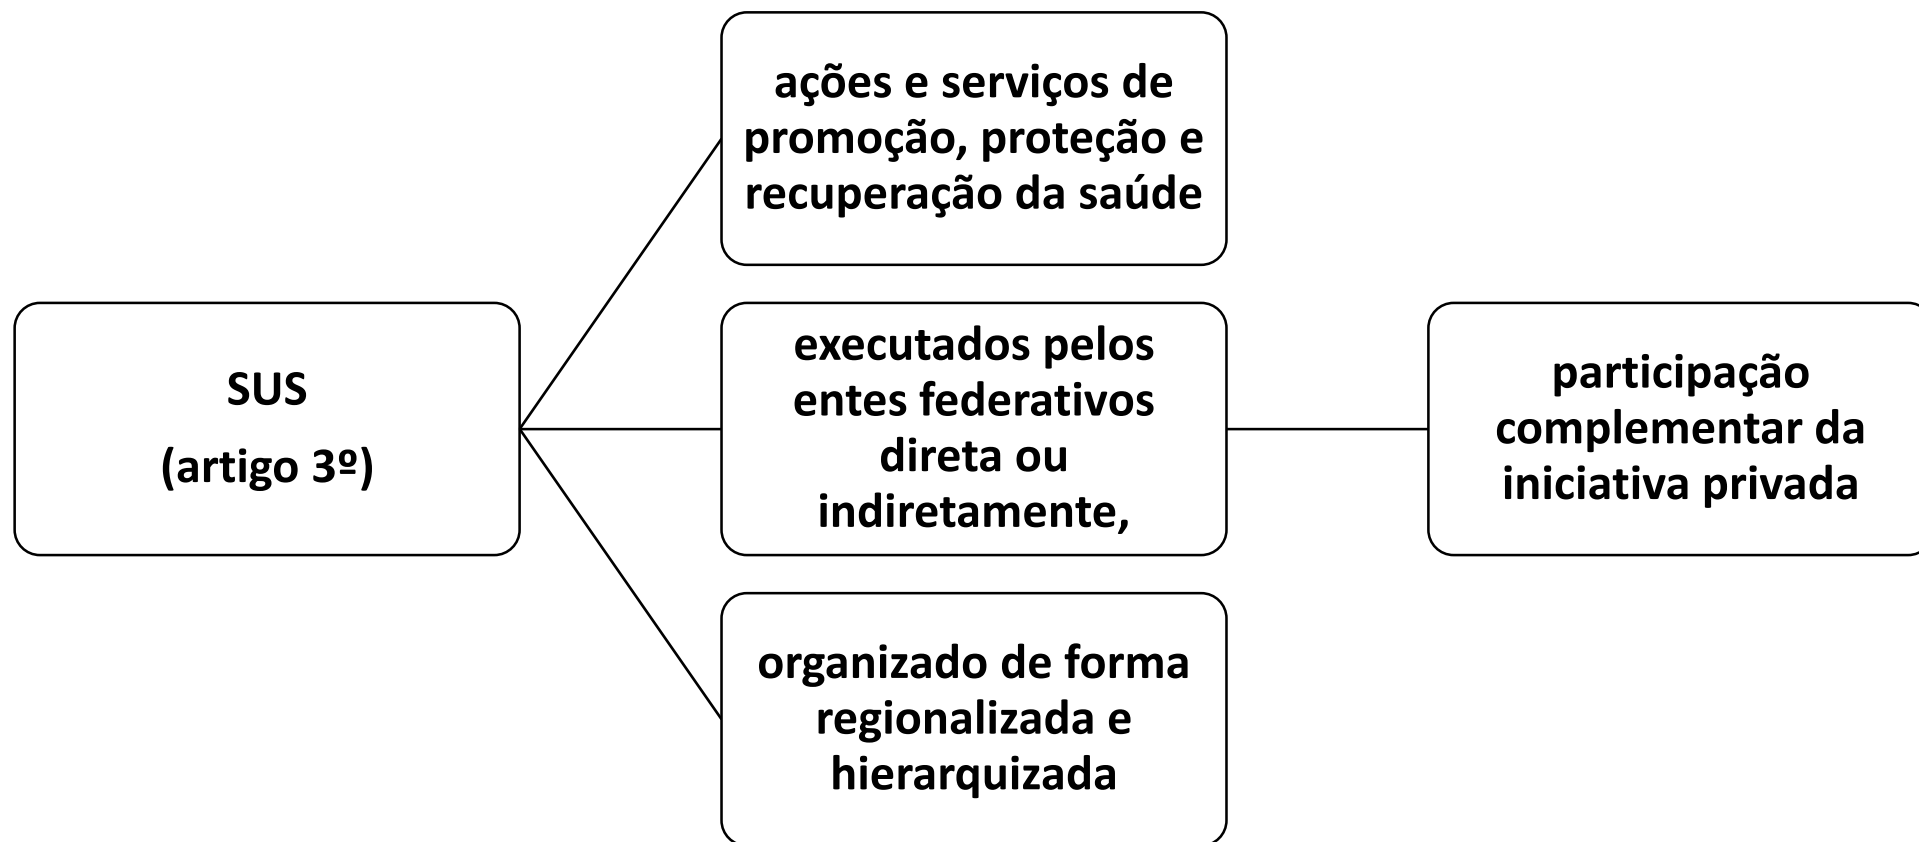 SUS
(artigo 3º)
ações e serviços de
promoção, proteção e
recuperação da saúde
executados pelos
entes federativos
direta ou
indiretamente,
participação
complementar da
iniciativa privada
organizado de forma
regionalizada e
hierarquizada